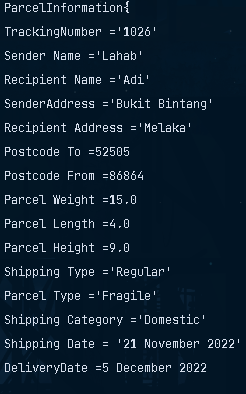 ParcelInformation{
TrackingNumber ='1026'
Sender Name ='Lahab'
Recipient Name ='Adi'
SenderAddress ='Bukit Bintang'
Recipient Address ='Melaka'
Postcode To =52505
Postcode From =86864
Parcel Weight =15.0
Parcel Length =4.0
Parcel Height =9.0
Shipping Type ='Regular'
Parcel Type ='Fragile'
Shipping Category ='Domestic'
Shipping Date = '21 November 2022'
DeliveryDate =5 December 2022